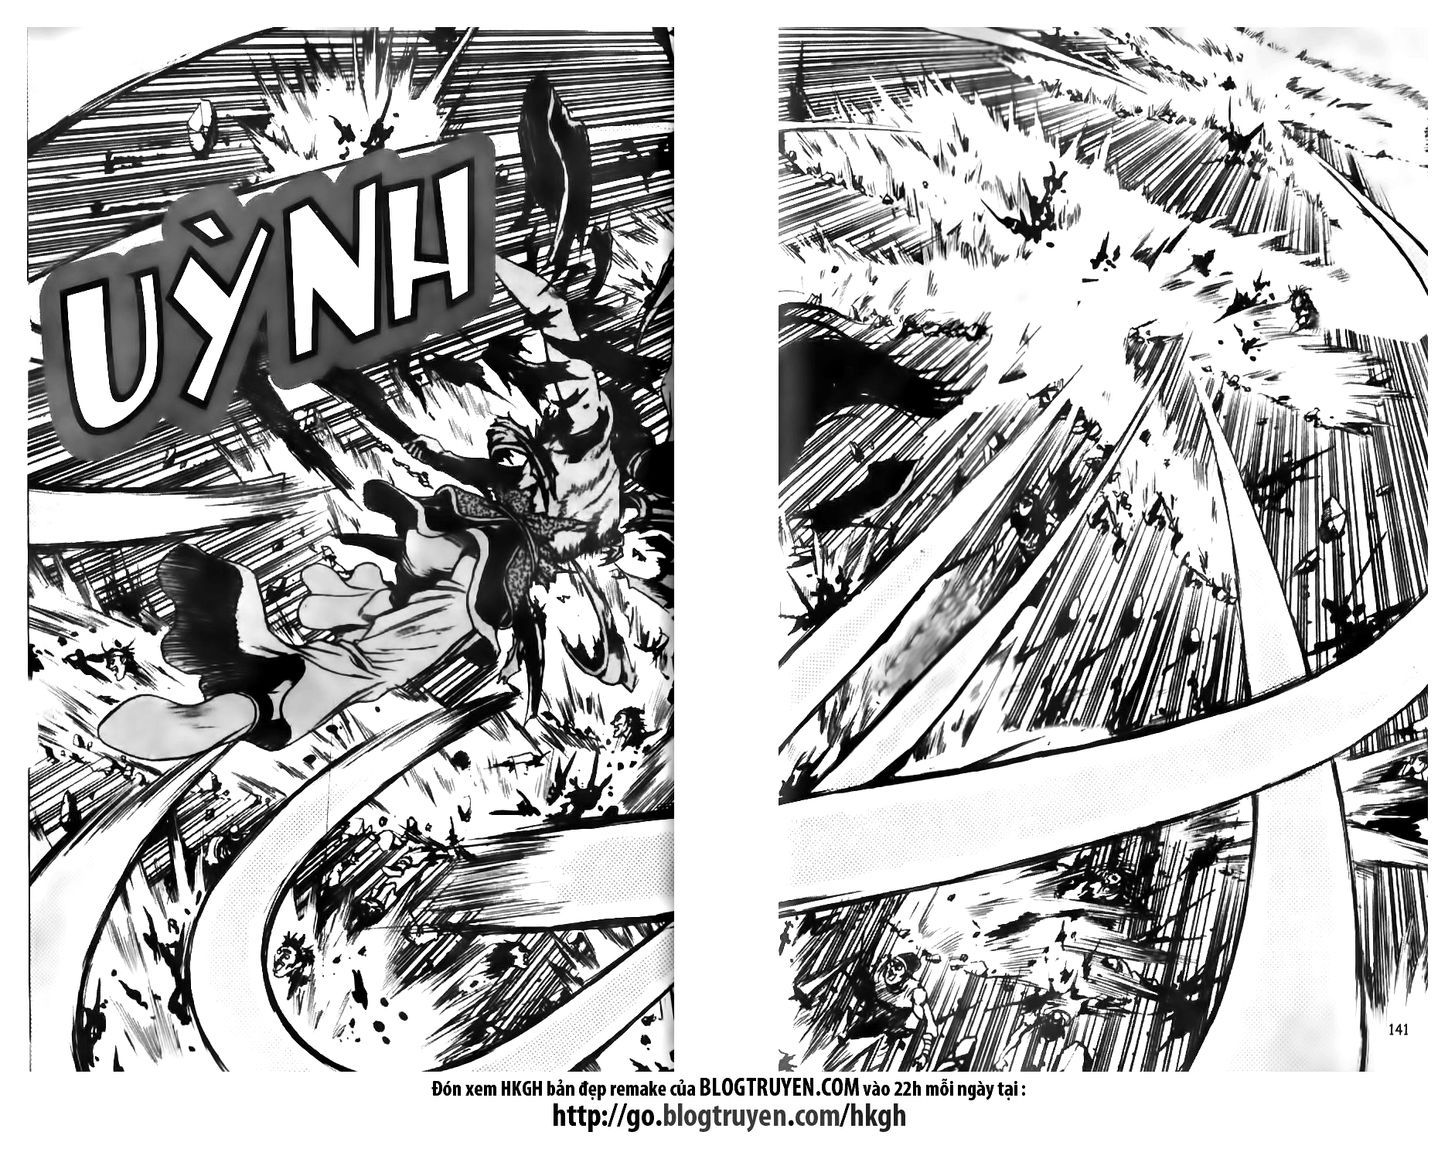 UỲNH
141
Đón xem HKGH bản đẹp remake của BLOGTRUYEN.COM vào 22h mỗi ngày tại :
http://go.blogtruyen.com/hkgh